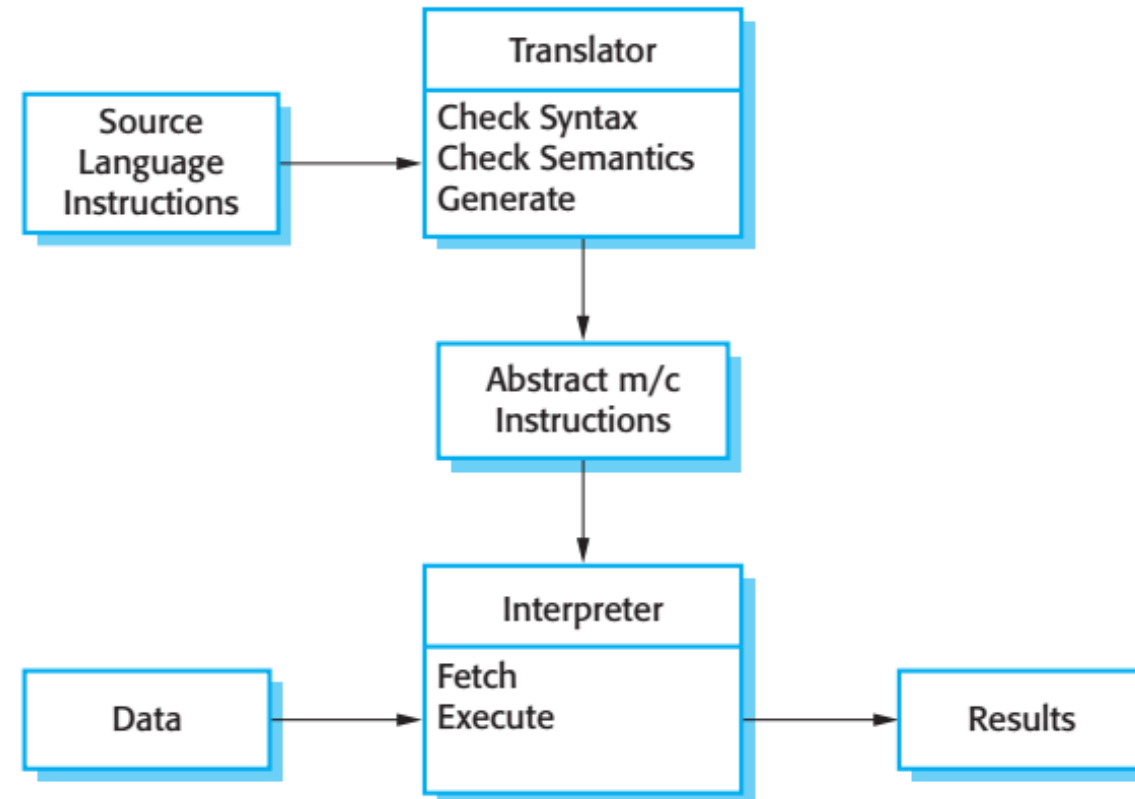 Translator
Check Syntax
Check Semantics
Generate
Source
Language
Instructions
Abstract m/c
Instructions
Interpreter
Fetch
Execute
Data
Results